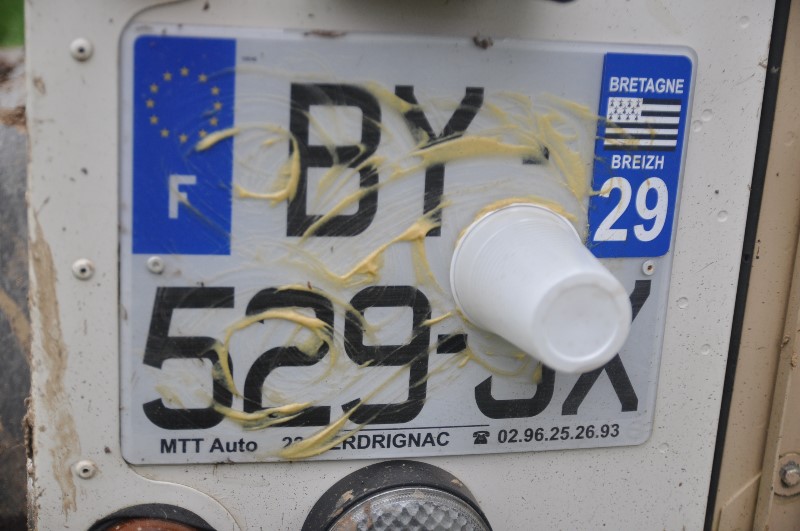 F
BY-
BRETAGNE
BREIZH
29
529-
MTT Auto ☎ 02.96.25.26.93